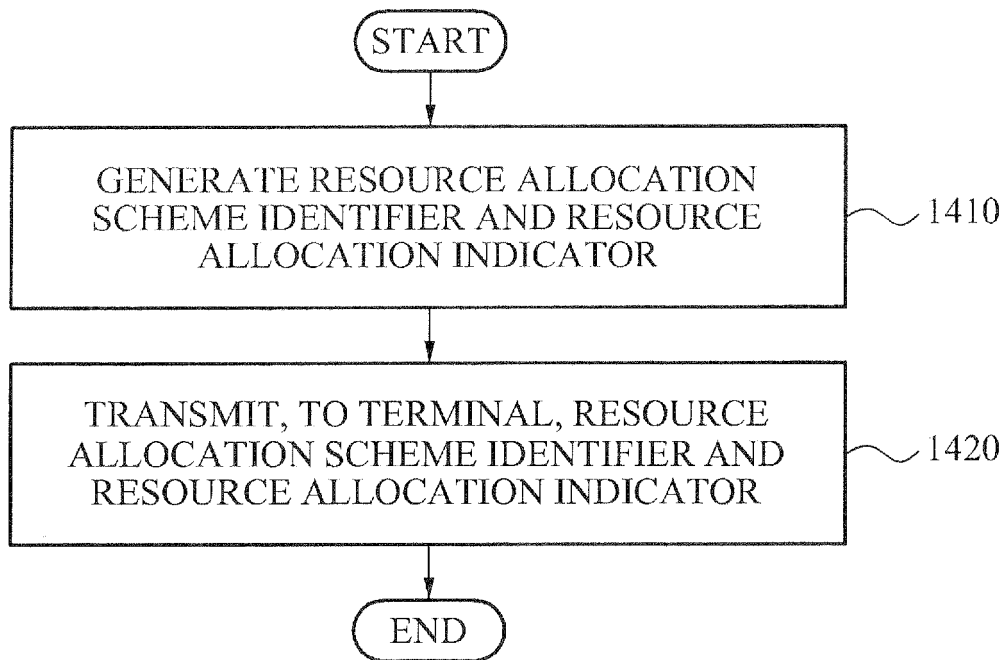 START
GENERATE RESOURCE ALLOCATION
SCHEME IDENTIFIER AND RESOURCE
ALLOCATION INDICATOR
1410
TRANSMIT, TO TERMINAL, RESOURCE
ALLOCATION SCHEME IDENTIFIER AND
RESOURCE ALLOCATION INDICATOR
1420
END